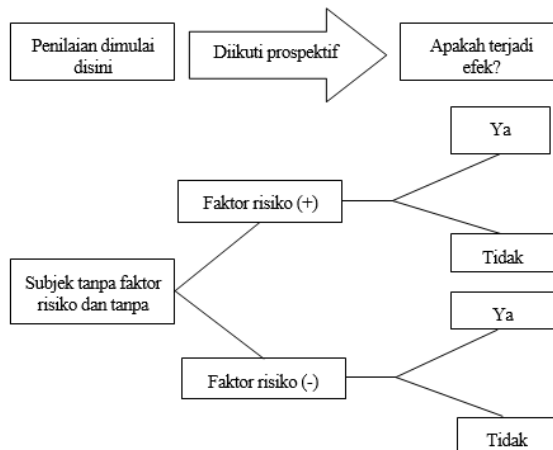 Penilaian dimulai
disini
Diikuti prospektif
Apakah terjadi
efek?
Ya
Faktor risiko (+)
Tidak
Subjek tanpa faktor
risiko dan tanpa
Ya
Faktor risiko (-)
Tidak